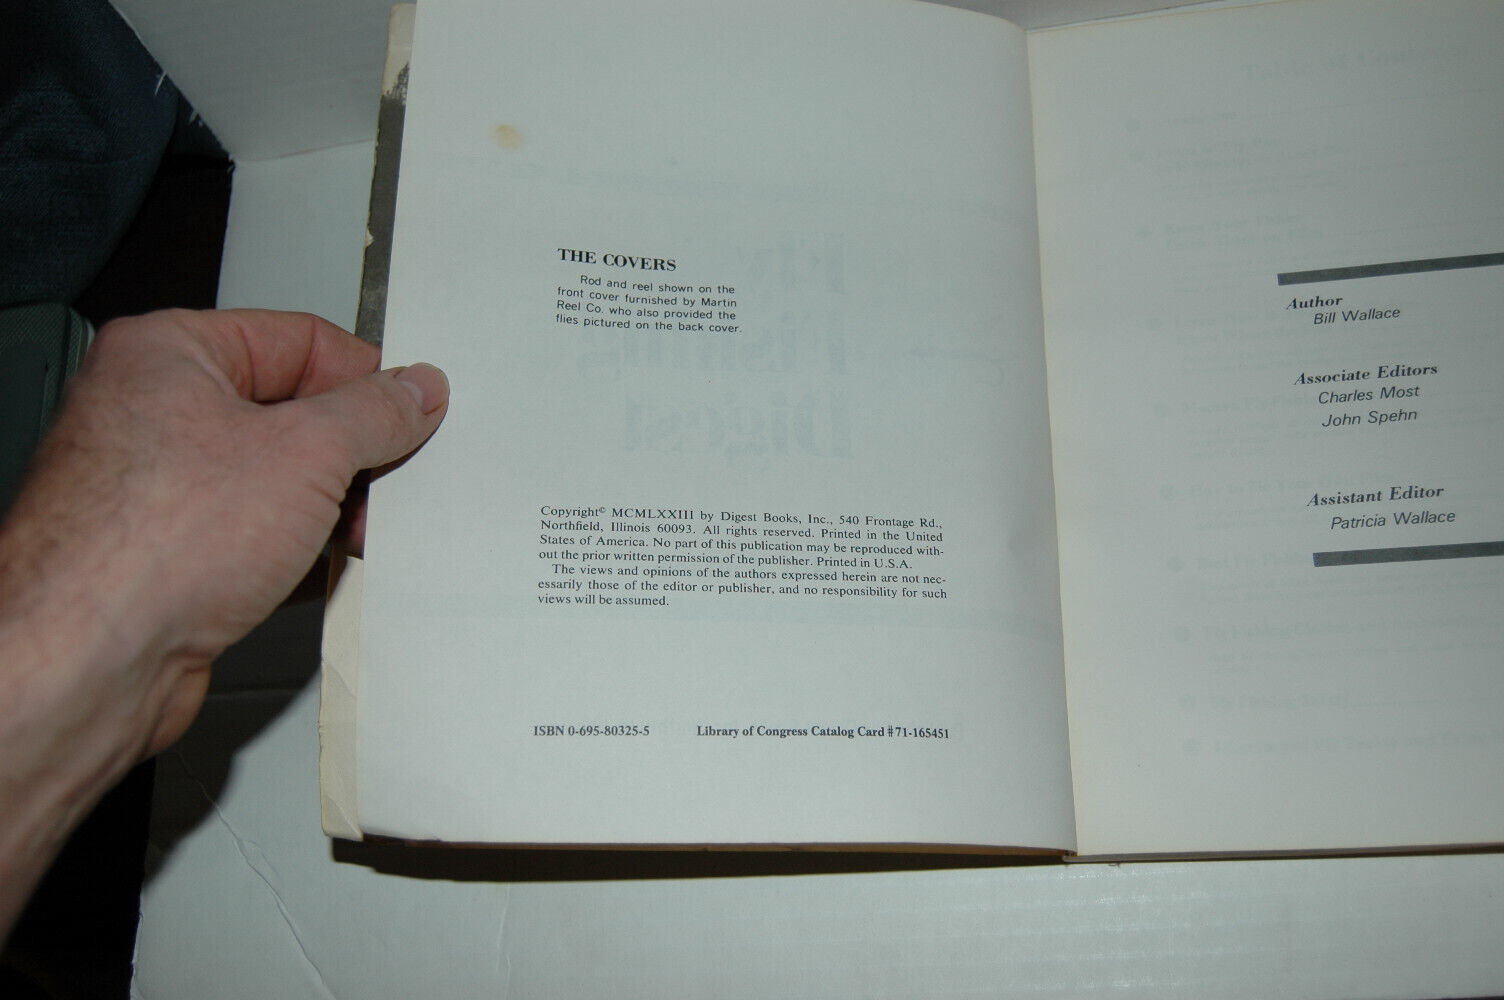 THE COVERS
Rod and reel shown on the
front cover furnished by Martin
Reel Co. who also provided the
flies pictured on the back cover.
Copyright© MCMLXXIII by Digest Books, Inc., 540 Frontage Rd.,
Northfield, Illinois 60093. All rights reserved. Printed in the United
States of America. No part of this publication may be reproduced with-
out the prior written permission of the publisher. Printed in U.S.A.
The views and opinions of the authors expressed herein are not nec-
essarily those of the editor or publisher, and no responsibility for such
views will be assumed.
ISBN 0-695-80325-5 Library of Congress Catalog Card #71-165451
Author
Bill Wallace
Associate Editors
Charles Most
John Spehn
Assistant Editor
Patricia Wallace